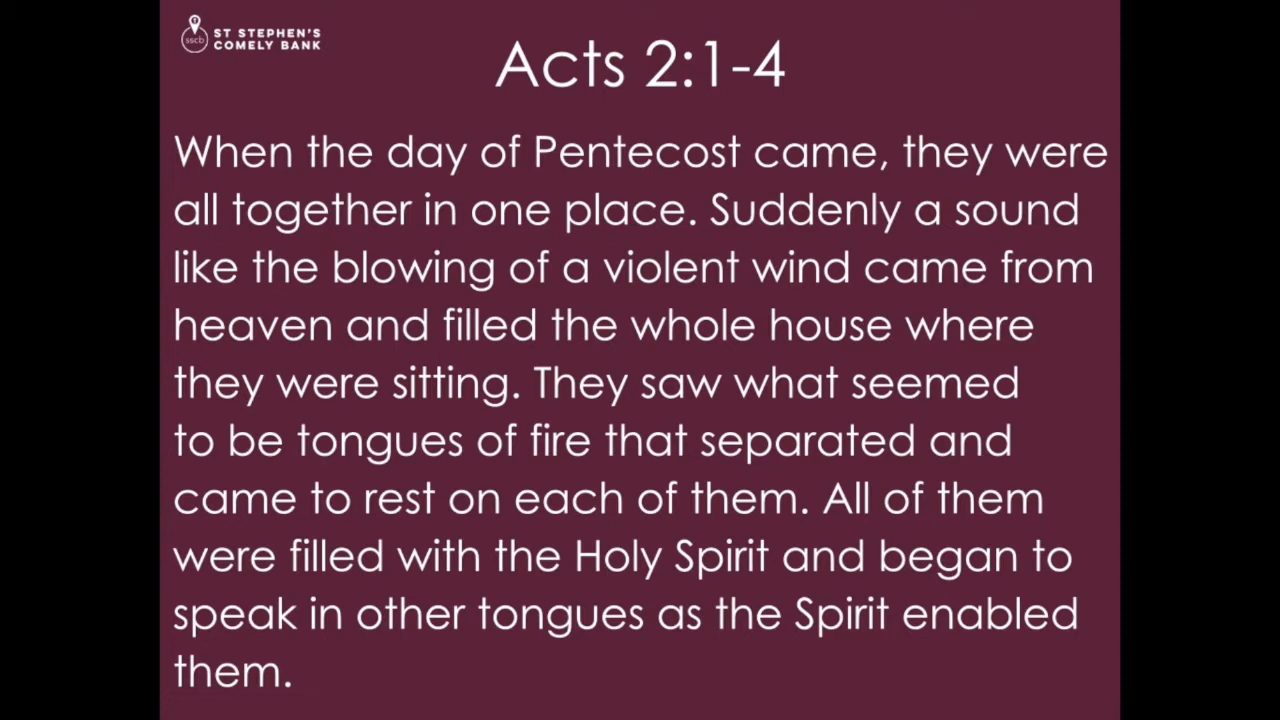 sscb
ST STEPHEN'S
COMELY BANK
Acts 2:1-4
When the day of Pentecost came, they were
all together in one place. Suddenly a sound
like the blowing of a violent wind came from
heaven and filled the whole house where
they were sitting. They saw what seemed
to be tongues of fire that separated and
came to rest on each of them. All of them
were filled with the Holy Spirit and began to
speak in other tongues as the Spirit enabled
them.